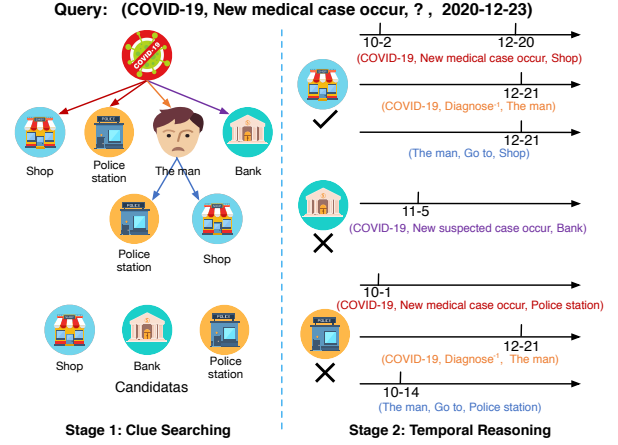 Query: (COVID-19, New medical case occur, ? , 2020-12-23)
COVID-19
Shop
POLICE
Police
station
The man
Bank
POLICE
Police
station
Shop
Shop
Bank
POLICE
Police
station
Candidatas
Stage 1: Clue Searching
10-2
12-20
(COVID-19, New medical case occur, Shop)
12-21
(COVID-19, Diagnose-1, The man)
12-21
(The man, Go to, Shop)
11-5
(COVID-19, New suspected case occur, Bank)
10-1
(COVID-19, New medical case occur, Police station)
POLICE
12-21
(COVID-19, Diagnose-1, The man)
10-14
(The man, Go to, Police station)
Stage 2: Temporal Reasoning